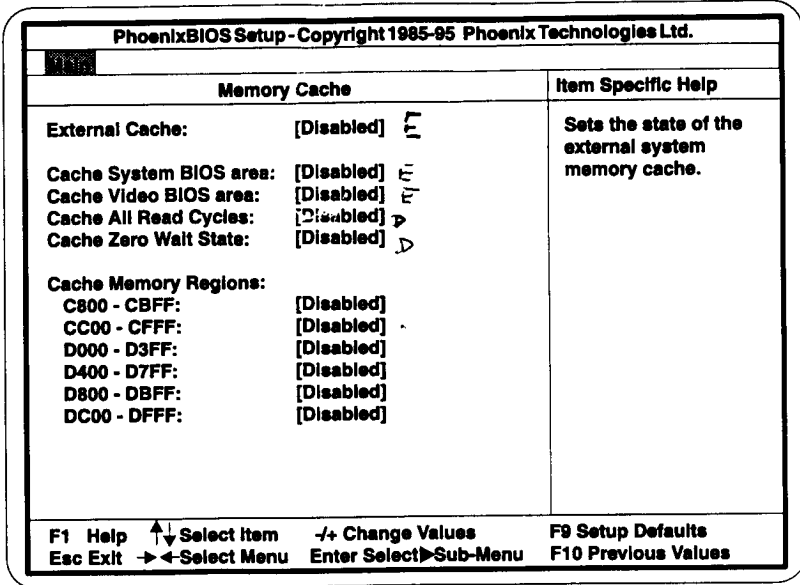 PhoenixBIOS Setup - Copyright 1985-95 Phoenix Technologies Ltd.
Memory Cache
Item Specific Help
External Cache: [Disabled] E
Sets the state of the
external system
memory cache.
Cache System BIOS area: [Disabled] E
Cache Video BIOS area: [Disabled] E
Cache All Read Cycles: [Disabled] D
Cache Zero Wait State: [Disabled] D
Cache Memory Regions:
C800 - CBFF: [Disabled]
CC00 - CFFF: [Disabled]
D000 - D3FF: [Disabled]
D400 - D7FF: [Disabled]
D800 - DBFF: [Disabled]
DC00 - DFFF: [Disabled]
F1 Help ↑↓ Select Item -/+ Change Values F9 Setup Defaults
Esc Exit →← Select Menu Enter Select▶Sub-Menu F10 Previous Values